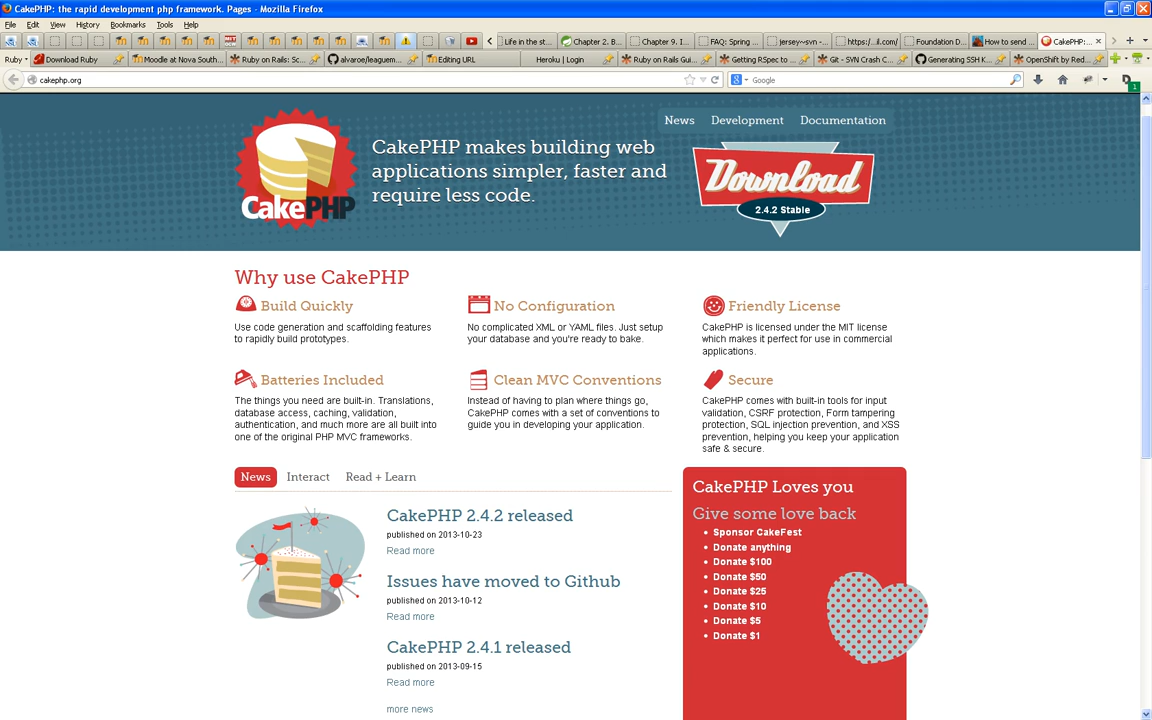 CakePHP: the rapid development php framework. Pages - Mozilla Firefox
File Edit View History Bookmarks Tools Help
Life in the st... Chapter 2. B... Chapter 9. I... FAQ: Spring ... jersey~svn -... https:/...il.com/ Foundation D... How to send ... CakePHP:...
Ruby Download Ruby Moodle at Nova South... Ruby on Rails: Sc... alvaroe/leaguem... Editing URL Heroku | Login Ruby on Rails Gui... Getting RSpec to ... Git - SVN Crash C... Generating SSH K... OpenShift by Red...
cakephp.org
Google
1
News Development Documentation
CakePHP
CakePHP makes building web
applications simpler, faster and
require less code.
Download
2.4.2 Stable
Why use CakePHP
Build Quickly
Use code generation and scaffolding features
to rapidly build prototypes.
No Configuration
No complicated XML or YAML files. Just setup
your database and you're ready to bake.
Friendly License
CakePHP is licensed under the MIT license
which makes it perfect for use in commercial
applications.
Batteries Included
The things you need are built-in. Translations,
database access, caching, validation,
authentication, and much more are all built into
one of the original PHP MVC frameworks.
Clean MVC Conventions
Instead of having to plan where things go,
CakePHP comes with a set of conventions to
guide you in developing your application.
Secure
CakePHP comes with built-in tools for input
validation, CSRF protection, Form tampering
protection, SQL injection prevention, and XSS
prevention, helping you keep your application
safe & secure.
News Interact Read + Learn
CakePHP 2.4.2 released
published on 2013-10-23
Read more
Issues have moved to Github
published on 2013-10-12
Read more
CakePHP 2.4.1 released
published on 2013-09-15
Read more
more news
CakePHP Loves you
Give some love back
Sponsor CakeFest
Donate anything
Donate $100
Donate $50
Donate $25
Donate $10
Donate $5
Donate $1